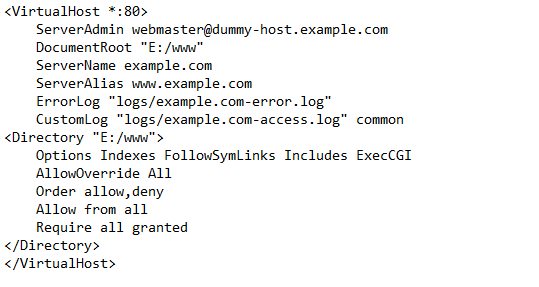 <VirtualHost *:80>
    ServerAdmin webmaster@dummy-host.example.com
    DocumentRoot "E:/www"
    ServerName example.com
    ServerAlias www.example.com
    ErrorLog "logs/example.com-error.log"
    CustomLog "logs/example.com-access.log" common
<Directory "E:/www">
    Options Indexes FollowSymLinks Includes ExecCGI
    AllowOverride All
    Order allow,deny
    Allow from all
    Require all granted
</Directory>
</VirtualHost>